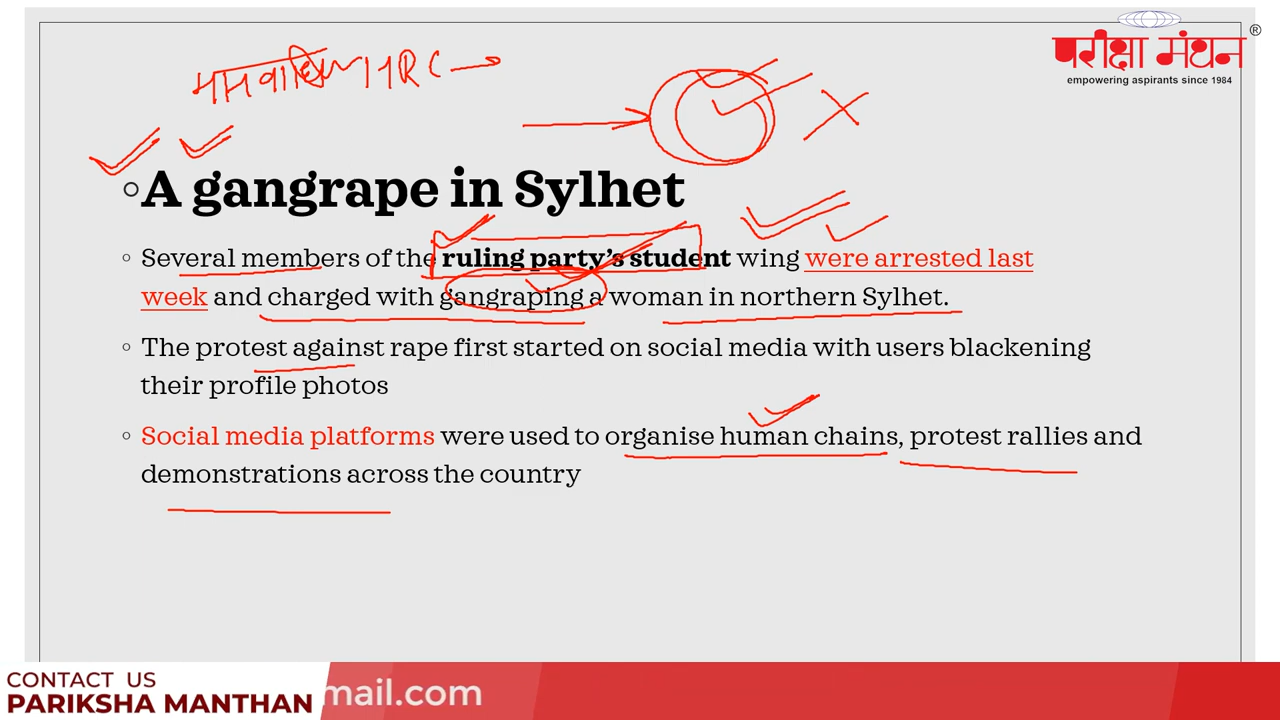 परीक्षा मंथन ®
empowering aspirants since 1984
A gangrape in Sylhet
Several members of the ruling party’s student wing were arrested last
week and charged with gangraping a woman in northern Sylhet.
The protest against rape first started on social media with users blackening
their profile photos
Social media platforms were used to organise human chains, protest rallies and
demonstrations across the country
CONTACT US
PARIKSHA MANTHAN
mail.com